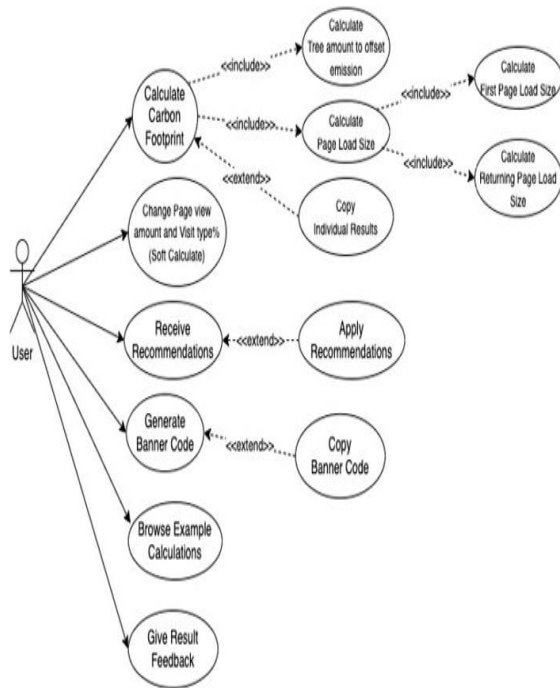 Calculate
Tree amount to offset
emission
<<include>>
Calculate
First Page Load Size
<<include>>
Calculate
Carbon
Footprint
<<include>>
Calculate
Page Load Size
<<include>>
Calculate
Returning Page Load
Size
<<extend>>
Copy
Individual Results
Change Page view
amount and Visit type%
(Soft Calculate)
User
Receive
Recommendations
<<extend>>
Apply
Recommendations
Generate
Banner Code
<<extend>>
Copy
Banner Code
Browse Example
Calculations
Give Result
Feedback